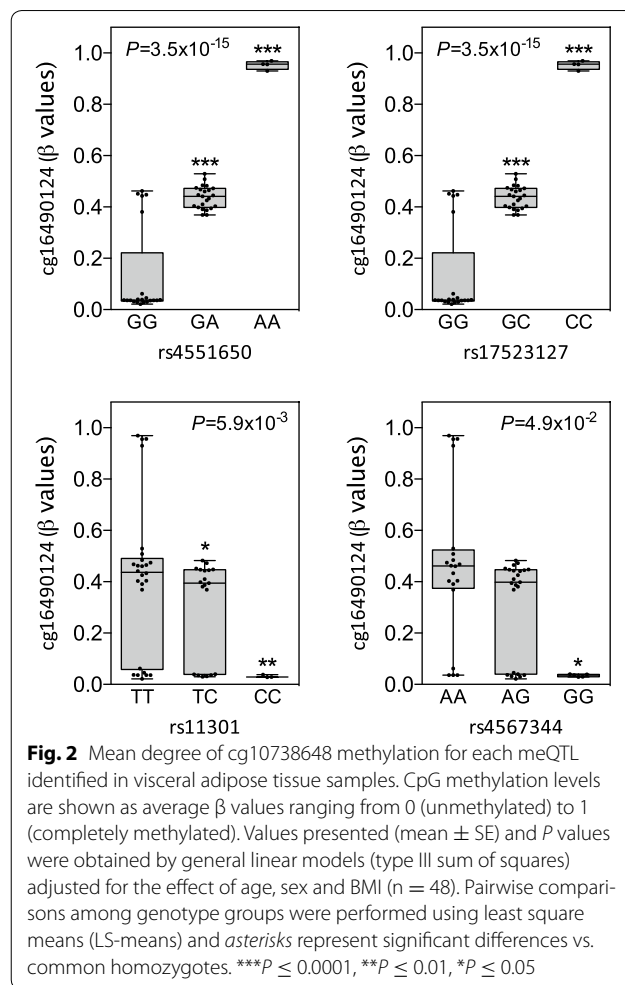 P=3.5x10-15
***
***
cg16490124 (β values)
1.0
0.8
0.6
0.4
0.2
0.0
GG GA AA
rs4551650
P=3.5x10-15
***
***
cg16490124 (β values)
1.0
0.8
0.6
0.4
0.2
0.0
GG GC CC
rs17523127
P=5.9x10-3
*
**
cg16490124 (β values)
1.0
0.8
0.6
0.4
0.2
0.0
TT TC CC
rs11301
P=4.9x10-2
*
cg16490124 (β values)
1.0
0.8
0.6
0.4
0.2
0.0
AA AG GG
rs4567344
Fig. 2 Mean degree of cg10738648 methylation for each meQTL
identified in visceral adipose tissue samples. CpG methylation levels
are shown as average β values ranging from 0 (unmethylated) to 1
(completely methylated). Values presented (mean ± SE) and P values
were obtained by general linear models (type III sum of squares)
adjusted for the effect of age, sex and BMI (n = 48). Pairwise compari-
sons among genotype groups were performed using least square
means (LS-means) and asterisks represent significant differences vs.
common homozygotes. ***P ≤ 0.0001, **P ≤ 0.01, *P ≤ 0.05